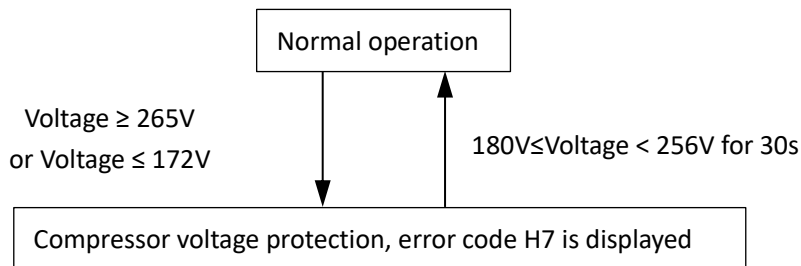 Normal operation
Voltage ≥ 265V
or Voltage ≤ 172V
180V≤Voltage < 256V for 30s
Compressor voltage protection, error code H7 is displayed